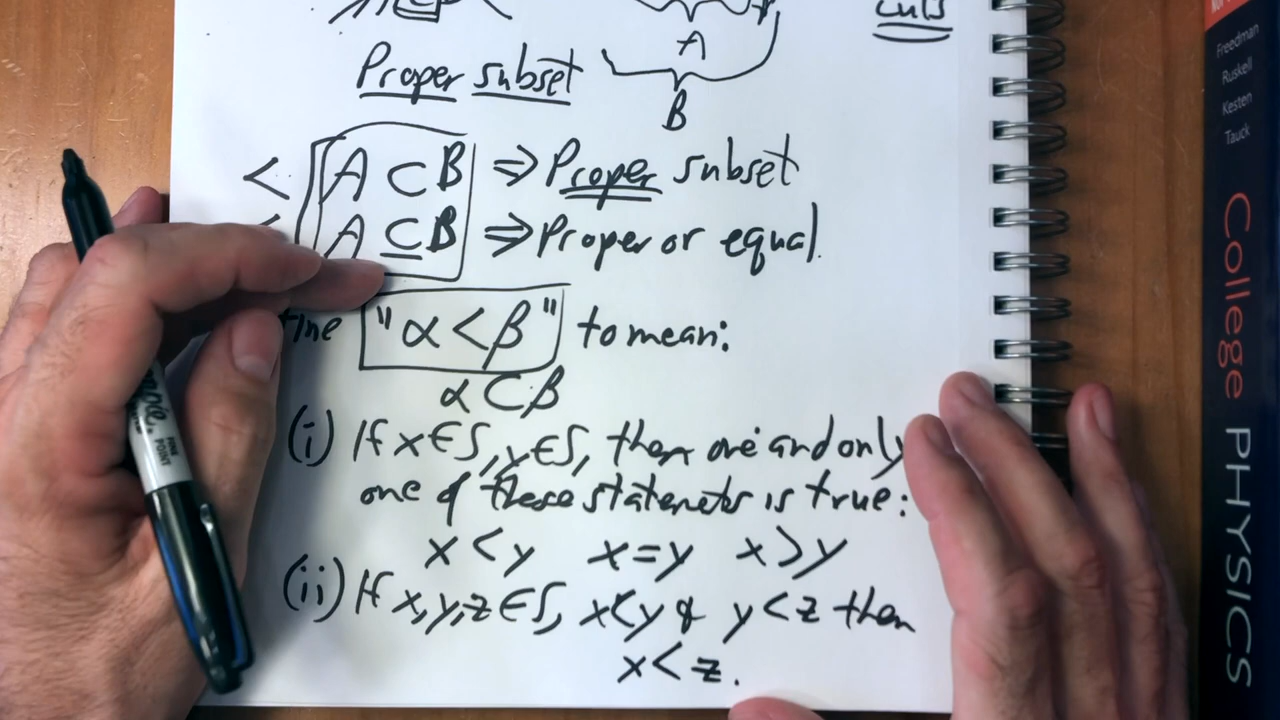 cuts
A
Proper subset
B
< A ⊂ B ⇒ Proper subset
A ⊆ B ⇒ Proper or equal.
"α < β" to mean:
α ⊂ β
(i) If x ∈ S, y ∈ S, then one and only
one of these statements is true:
x < y x = y x > y
(ii) If x, y, z ∈ S, x < y & y < z then
x < z.
Freedman
Ruskell
Kesten
Tauck
College PHYSICS